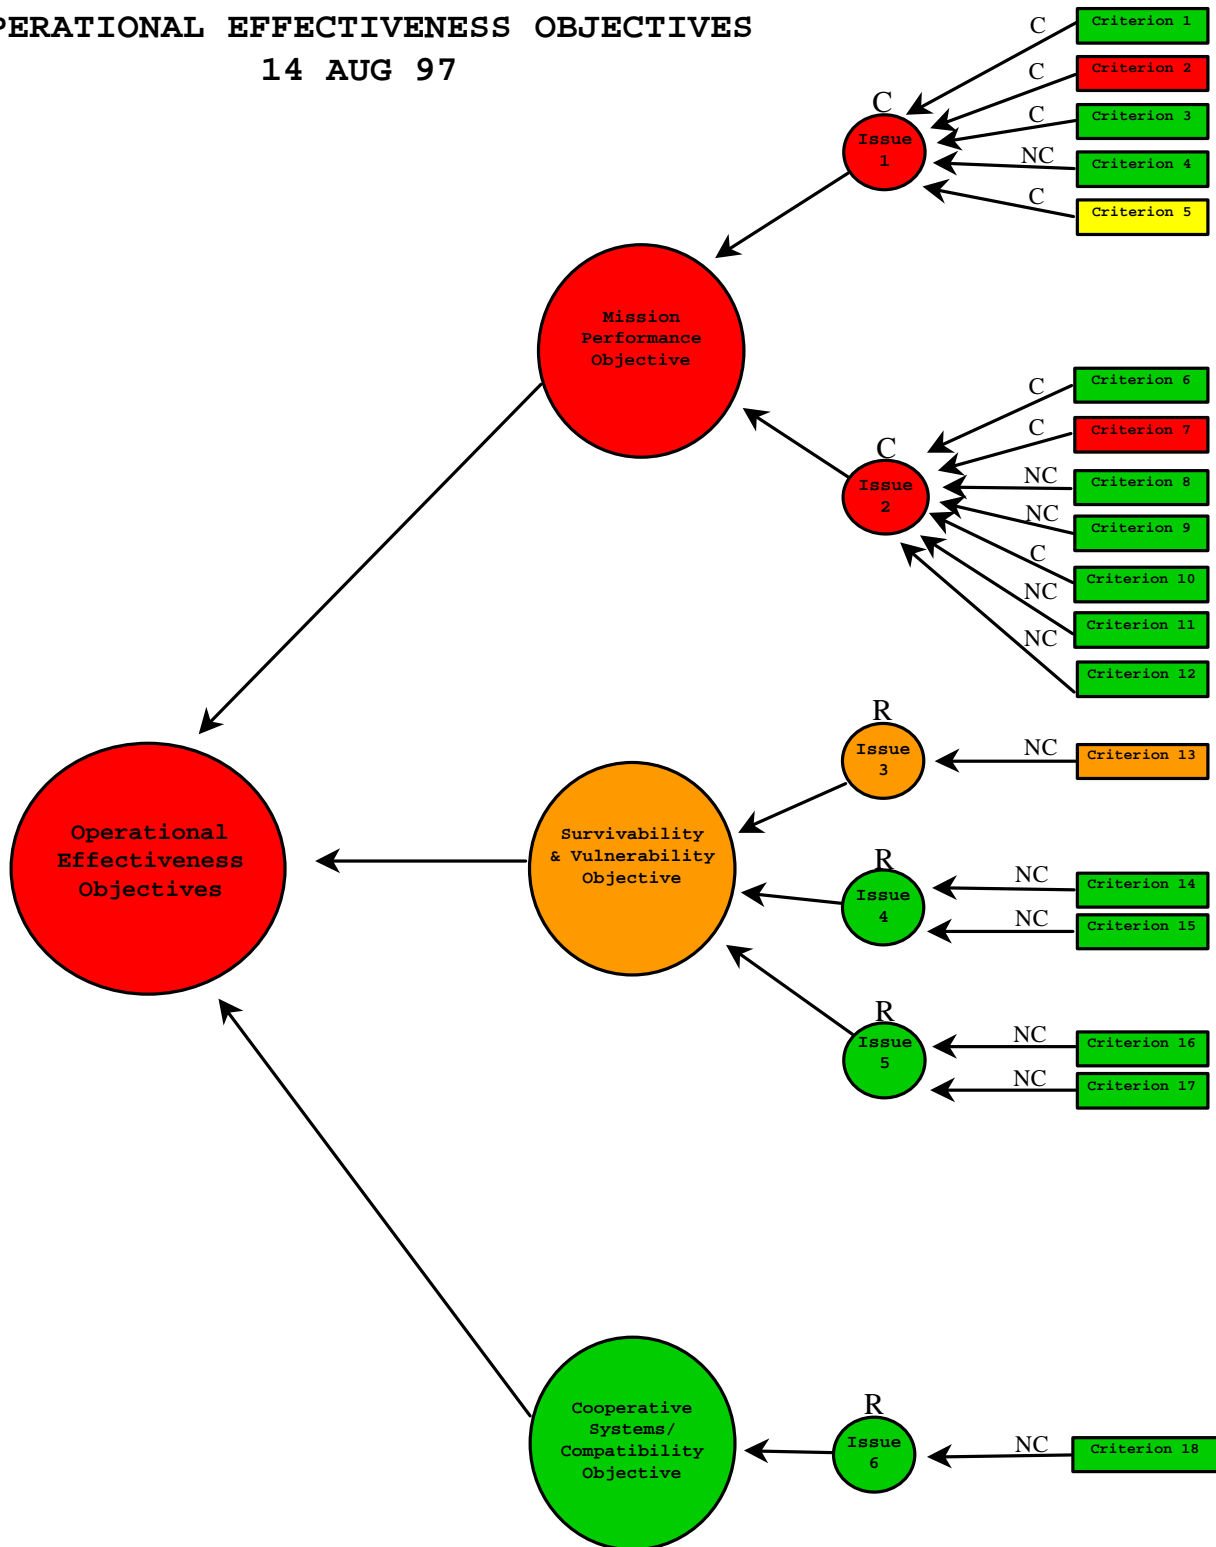 PERATIONAL EFFECTIVENESS OBJECTIVES
14 AUG 97
C
Criterion 1
C
Criterion 2
C
Criterion 3
NC
Criterion 4
C
Criterion 5
C
Issue
1
Mission
Performance
Objective
C
Criterion 6
C
Criterion 7
NC
Criterion 8
NC
Criterion 9
C
Criterion 10
NC
Criterion 11
NC
Criterion 12
C
Issue
2
R
Issue
3
NC
Criterion 13
Operational
Effectiveness
Objectives
Survivability
& Vulnerability
Objective
R
Issue
4
NC
Criterion 14
NC
Criterion 15
R
Issue
5
NC
Criterion 16
NC
Criterion 17
Cooperative
Systems/
Compatibility
Objective
R
Issue
6
NC
Criterion 18